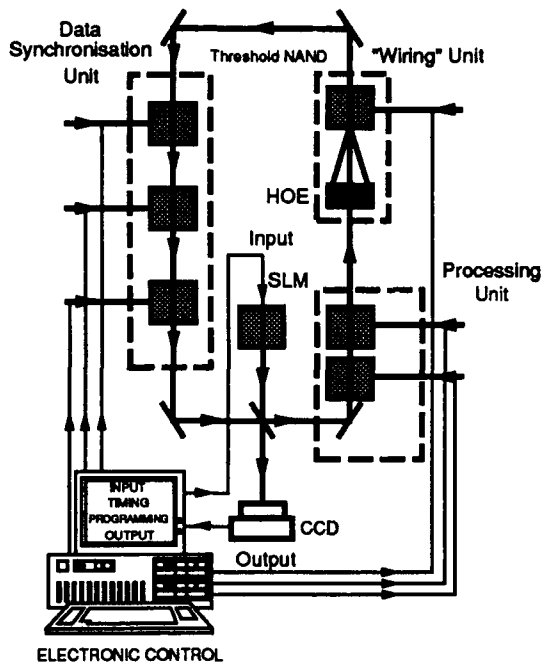 Data
Synchronisation
Unit
Threshold NAND
"Wiring" Unit
HOE
Input
SLM
Processing
Unit
INPUT
TIMING
PROGRAMMING
OUTPUT
CCD
Output
ELECTRONIC CONTROL